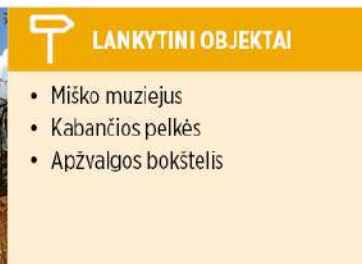 LANKYTINI OBJEKTAI
• Miško muziejus
• Kabančios pelkės
• Apžvalgos bokštelis